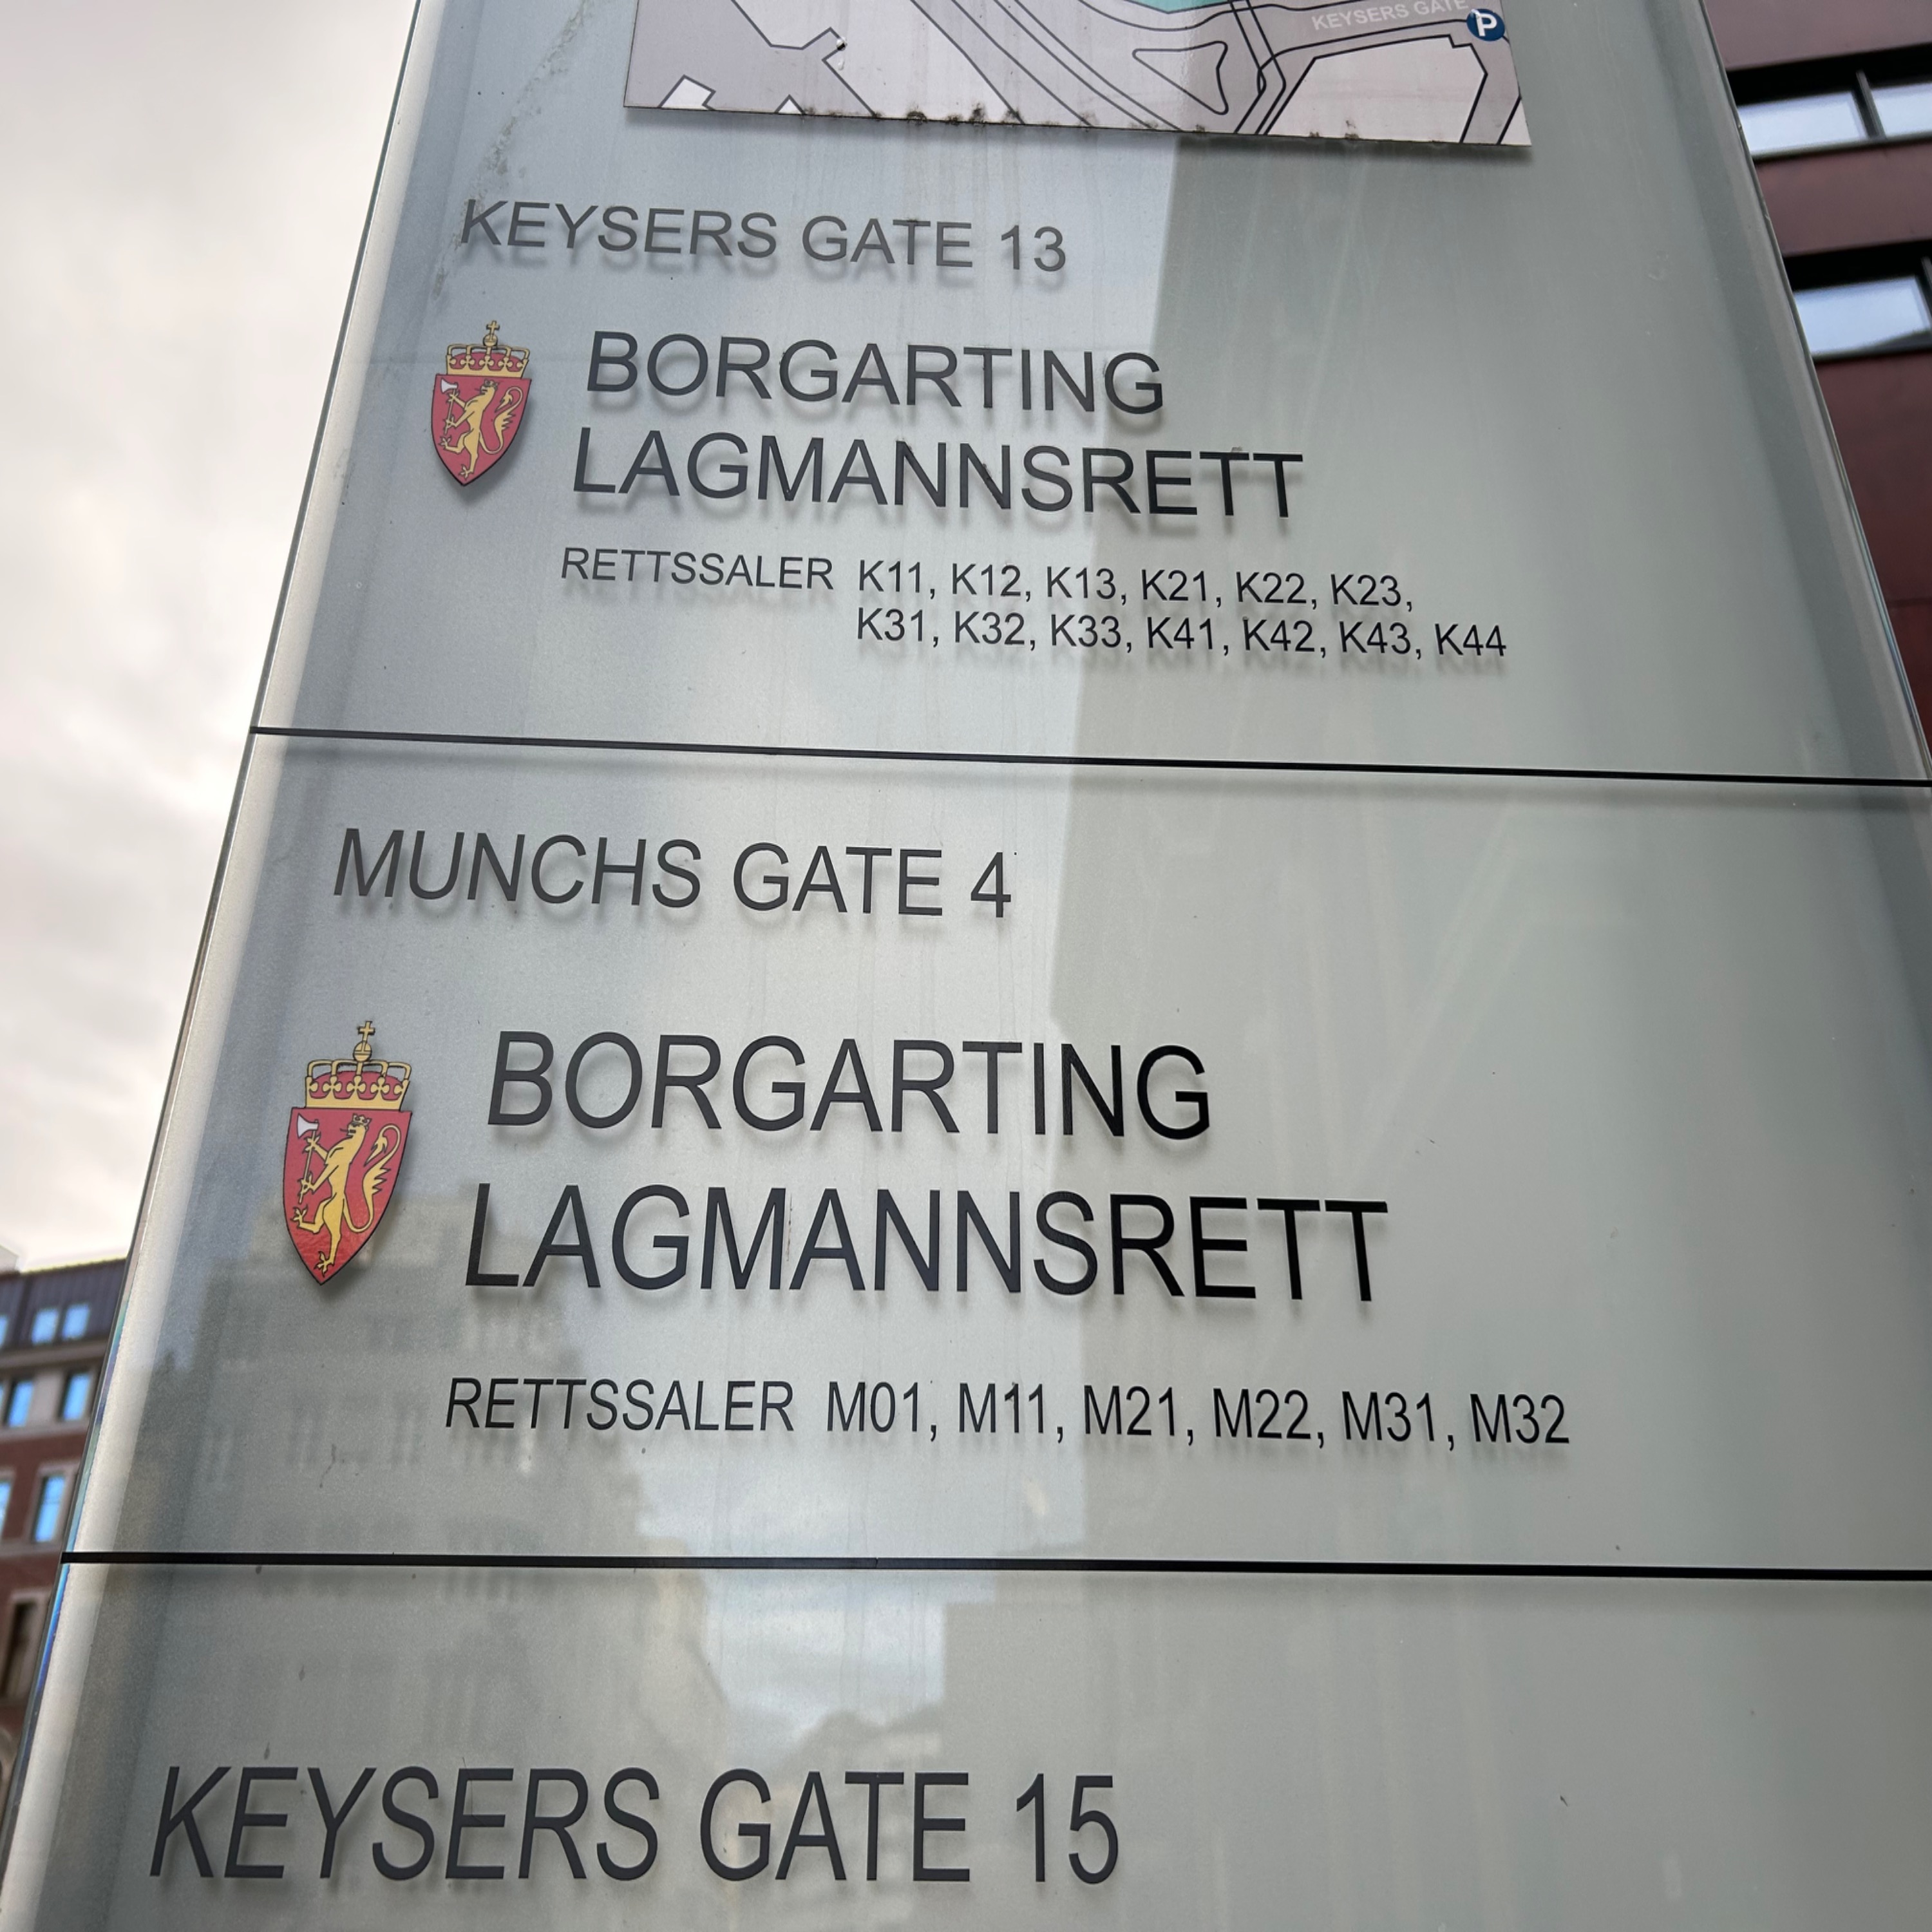 KEYSERS GATE
P
KEYSERS GATE 13
BORGARTING
LAGMANNSRETT
RETTSSALER K11, K12, K13, K21, K22, K23,
K31, K32, K33, K41, K42, K43, K44
MUNCHS GATE 4
BORGARTING
LAGMANNSRETT
RETTSSALER M01, M11, M21, M22, M31, M32
KEYSERS GATE 15